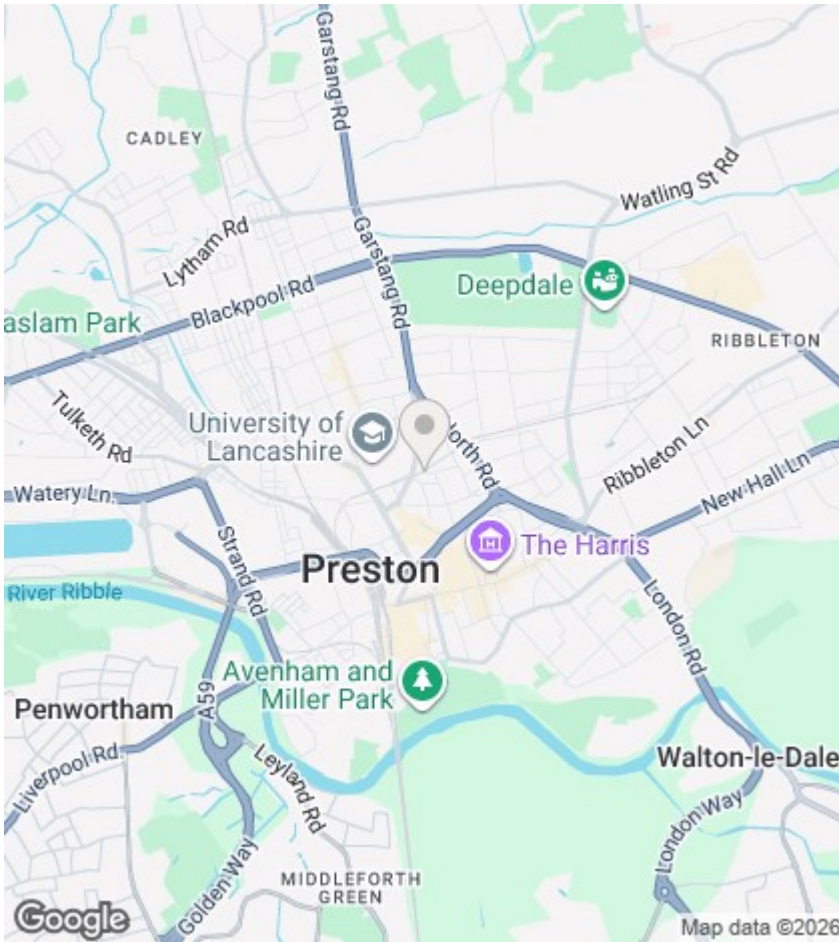 Garstang Rd
CADLEY
Watling St Rd
Lytham Rd
Garstang Rd
Deepdale
Blackpool Rd
aslam Park
RIBBLETON
Tulketh Rd
University of
Lancashire
North Rd
Ribbleton Ln
New Hall Ln
Watery Ln
Strand Rd
The Harris
Preston
River Ribble
London Rd
Avenham and
Miller Park
A59
Penwortham
Liverpool Rd
Leyland Rd
Walton-le-Dale
London Way
MIDDLEFORTH
GREEN
Golden Way
Google
Map data ©2026